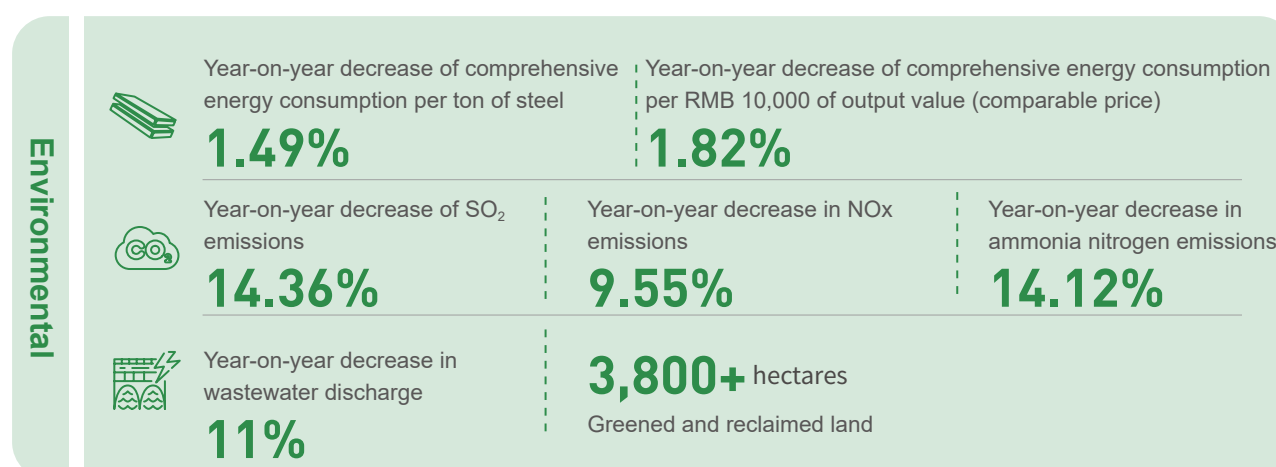 Environmental
Year-on-year decrease of comprehensive
energy consumption per ton of steel
1.49%
Year-on-year decrease of comprehensive energy consumption
per RMB 10,000 of output value (comparable price)
1.82%
CO₂
Year-on-year decrease of SO₂
emissions
14.36%
Year-on-year decrease in NOx
emissions
9.55%
Year-on-year decrease in
ammonia nitrogen emissions
14.12%
Year-on-year decrease in
wastewater discharge
11%
3,800+ hectares
Greened and reclaimed land